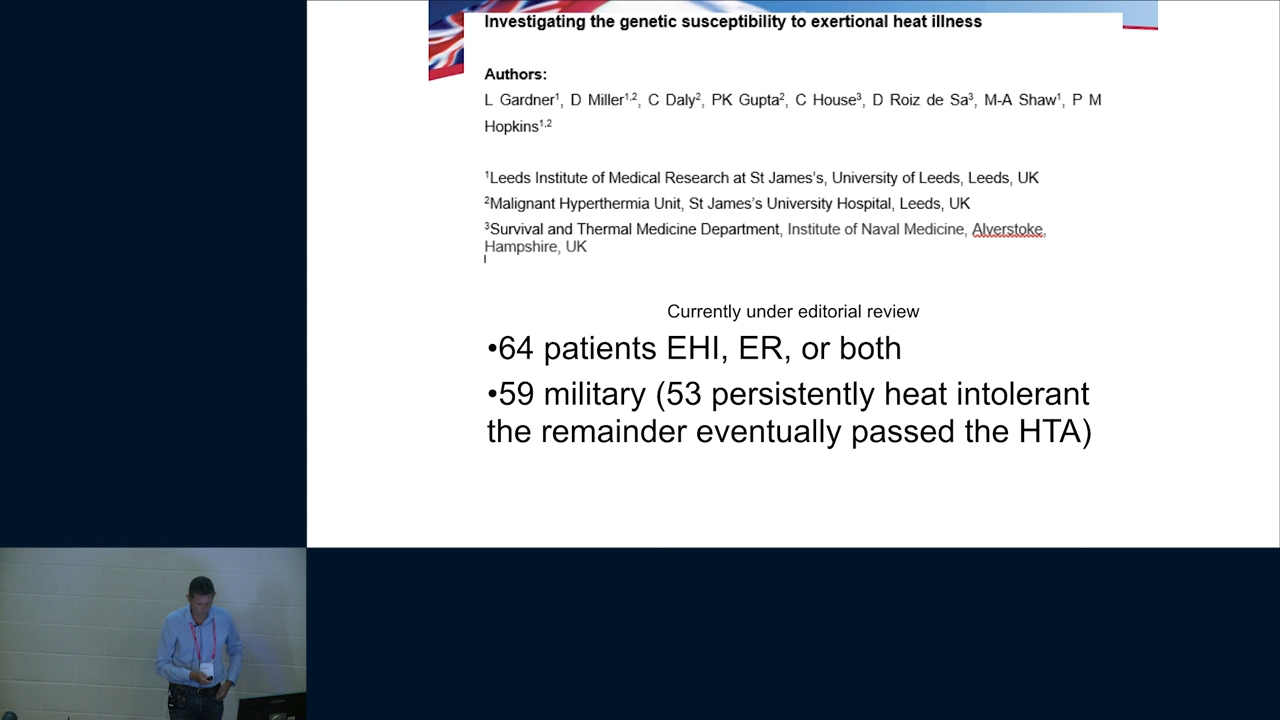 Investigating the genetic susceptibility to exertional heat illness
Authors:
L Gardner¹, D Miller¹,², C Daly², PK Gupta², C House³, D Roiz de Sa³, M-A Shaw¹, P M
Hopkins¹,²
¹Leeds Institute of Medical Research at St James's, University of Leeds, Leeds, UK
²Malignant Hyperthermia Unit, St James's University Hospital, Leeds, UK
³Survival and Thermal Medicine Department, Institute of Naval Medicine, Alverstoke,
Hampshire, UK
Currently under editorial review
•64 patients EHI, ER, or both
•59 military (53 persistently heat intolerant
the remainder eventually passed the HTA)